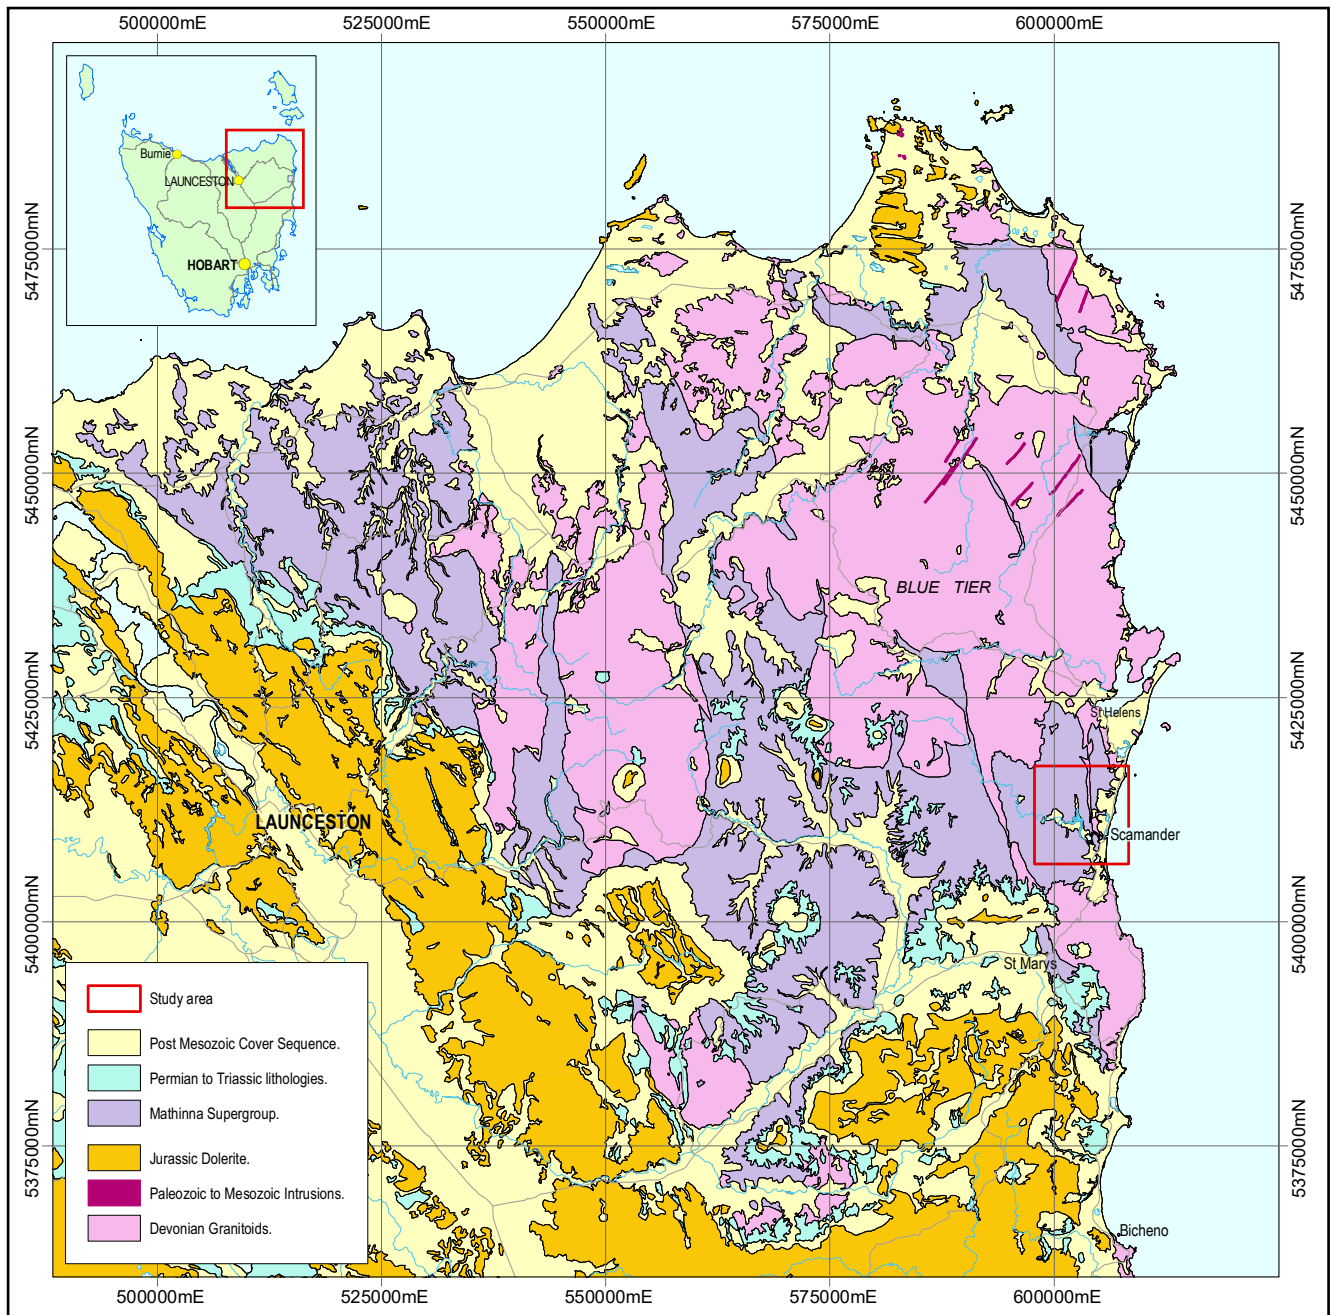 500000mE 525000mE 550000mE 575000mE 600000mE
Burnie
LAUNCESTON
HOBART
5475000mN 5475000mN
5450000mN 5450000mN
BLUE TIER
5425000mN 5425000mN
St Helens
LAUNCESTON
Scamander
5400000mN 5400000mN
St Marys
Study area
Post Mesozoic Cover Sequence.
Permian to Triassic lithologies.
Mathinna Supergroup.
Jurassic Dolerite.
Paleozoic to Mesozoic Intrusions.
Devonian Granitoids.
5375000mN 5375000mN
Bicheno
500000mE 525000mE 550000mE 575000mE 600000mE